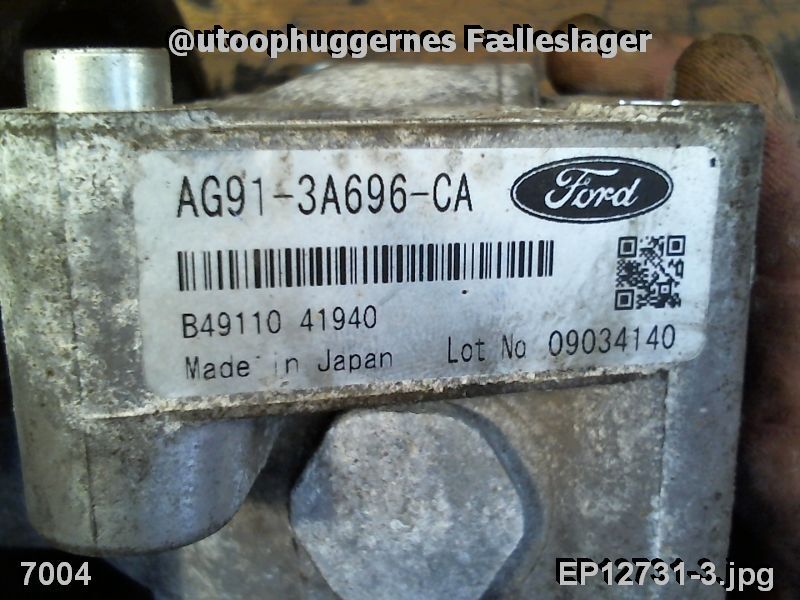 @utoophuggernes Fælleslager
AG91-3A696-CA Ford
B49110 41940
Made in Japan Lot No 09034140
7004 EP12731-3.jpg